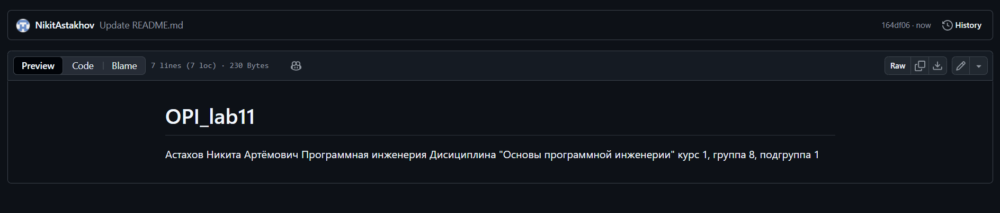 NikitAstakhov Update README.md 164df06 · now History
Preview Code Blame 7 lines (7 loc) · 230 Bytes Raw
OPI_lab11
Астахов Никита Артёмович Программная инженерия Дисициплина "Основы программной инженерии" курс 1, группа 8, подгруппа 1